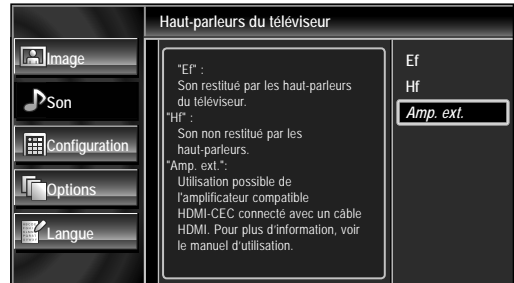 Haut-parleurs du téléviseur
Image
Son
Configuration
Options
Langue
"Ef" :
Son restitué par les haut-parleurs
du téléviseur.
"Hf" :
Son non restitué par les
haut-parleurs.
"Amp. ext.":
Utilisation possible de
l'amplificateur compatible
HDMI-CEC connecté avec un câble
HDMI. Pour plus d'information, voir
le manuel d'utilisation.
Ef
Hf
Amp. ext.